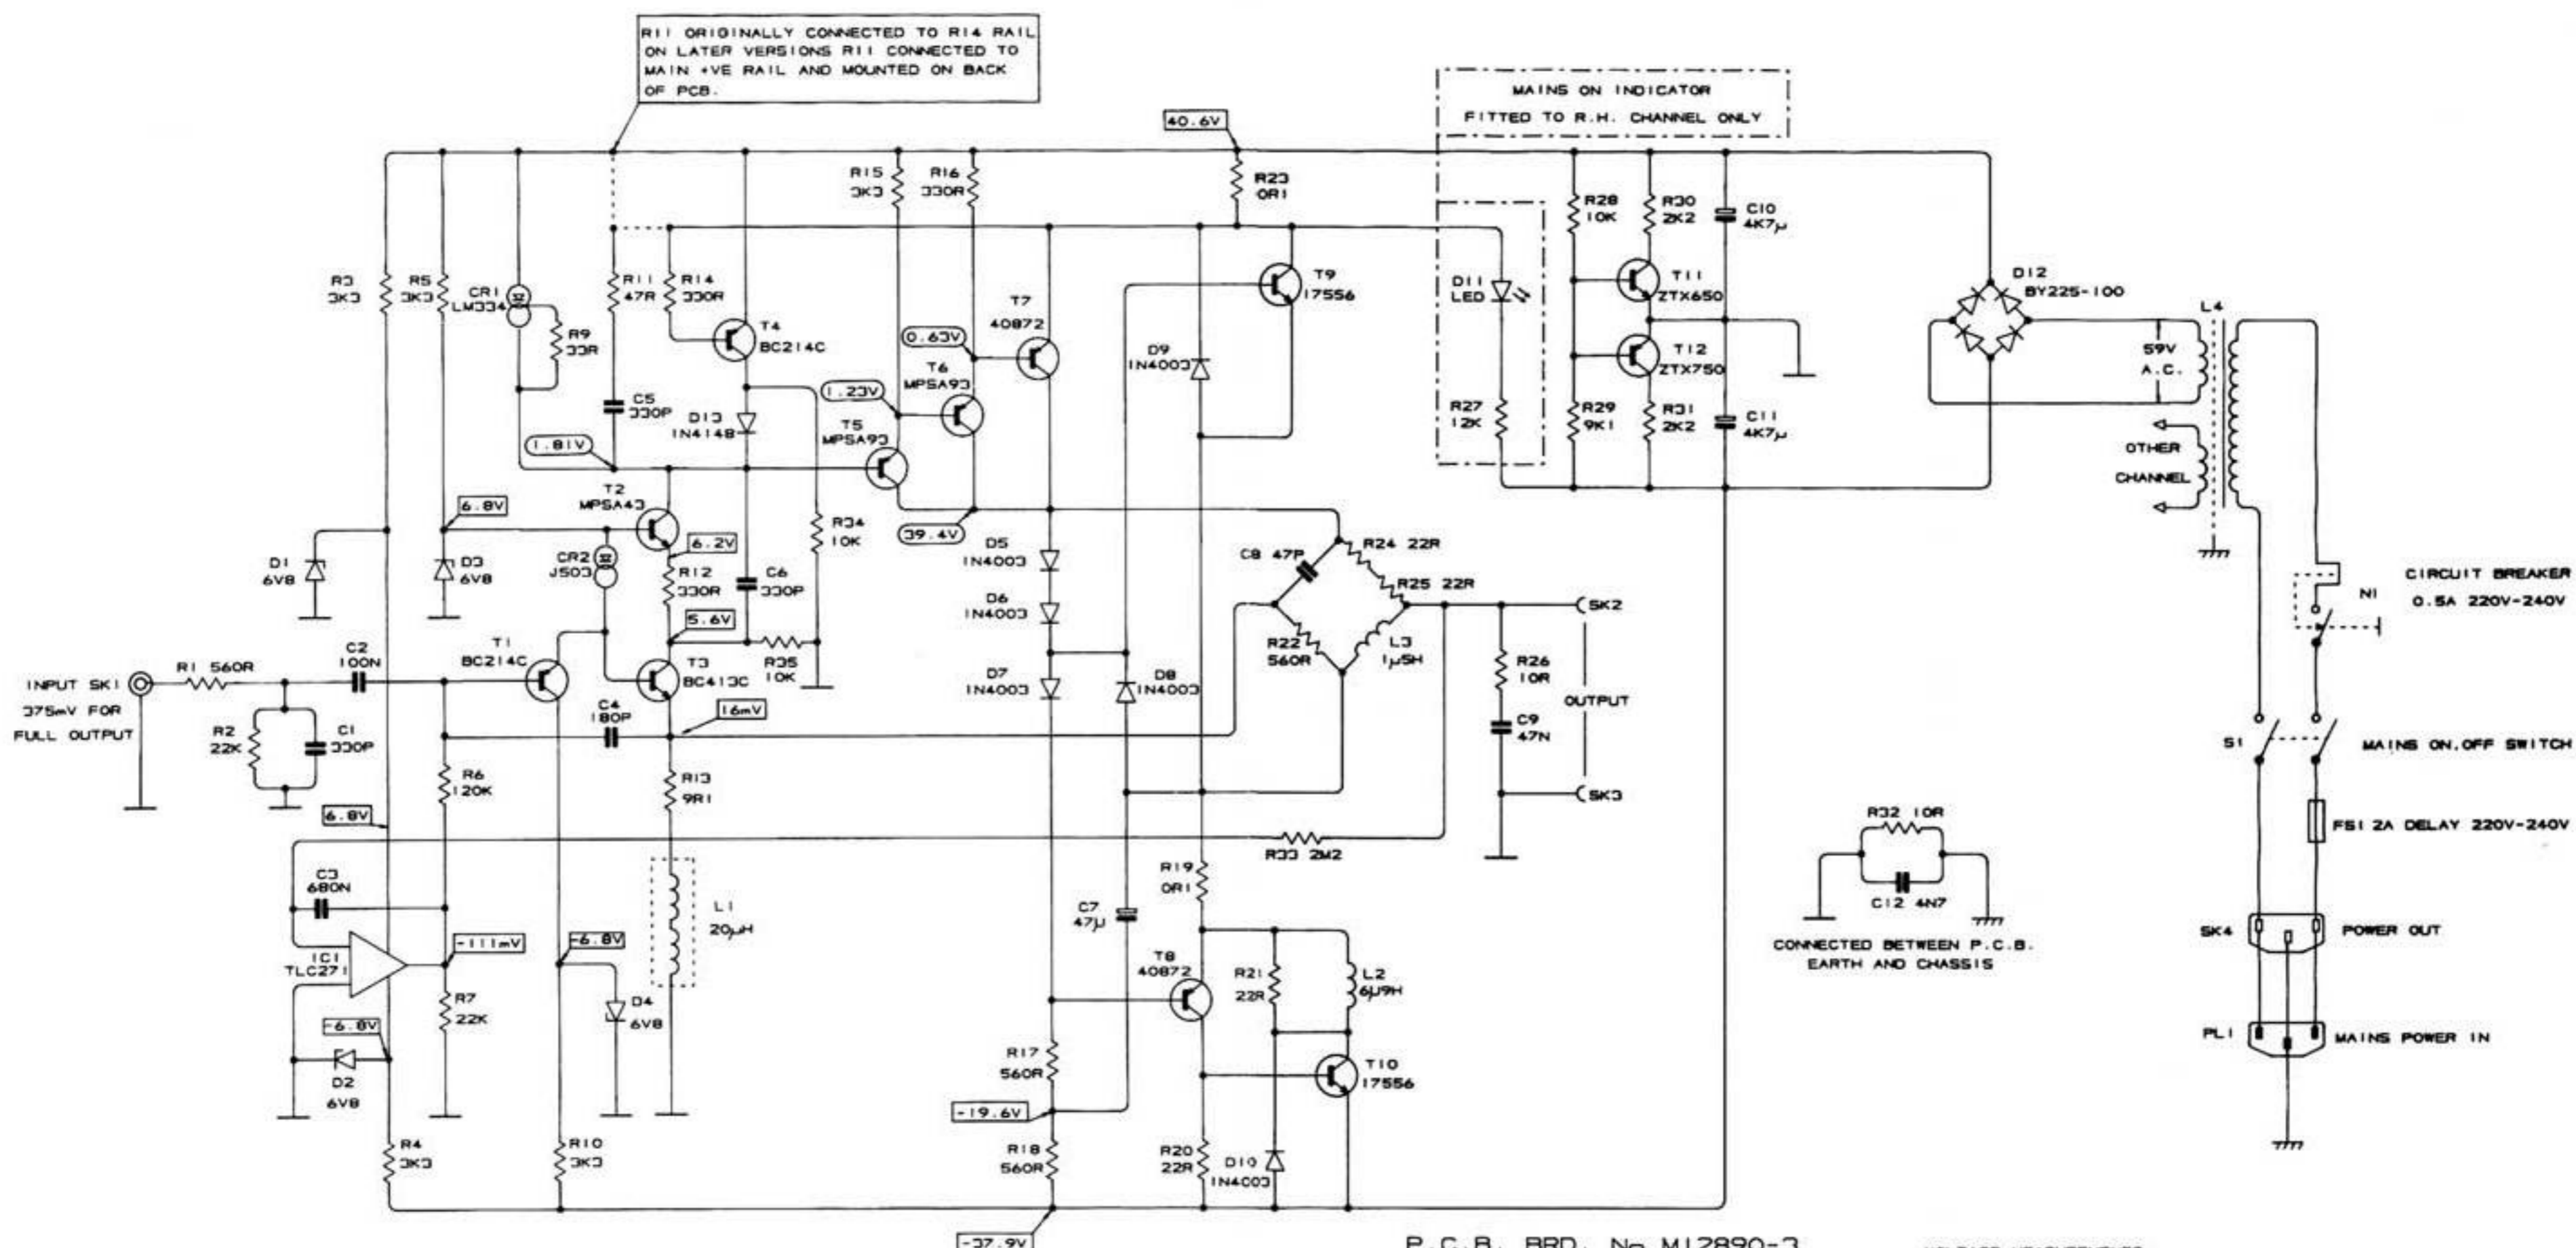 R11 ORIGINALLY CONNECTED TO R14 RAIL
ON LATER VERSIONS R11 CONNECTED TO
MAIN +VE RAIL AND MOUNTED ON BACK
OF PCB.
MAINS ON INDICATOR
FITTED TO R.H. CHANNEL ONLY
40.6V
R3
3K3
R5
3K3
CR1
LM334
R9
33R
R11
47R
R14
330R
T4
BC214C
R15
3K3
R16
330R
T7
40872
0.63V
T6
MPSA93
1.23V
T5
MPSA93
R23
0R1
T9
17556
D9
1N4003
D11
LED
R27
12K
R28
10K
R29
9K1
R30
2K2
R31
2K2
T11
ZTX650
T12
ZTX750
C10
4K7µ
C11
4K7µ
D12
BY225-100
L4
59V
A.C.
OTHER
CHANNEL
C5
330P
D13
1N4148
1.81V
T2
MPSA43
6.8V
6.2V
CR2
J503
R12
330R
C6
330P
R34
10K
39.4V
D1
6V8
D3
6V8
5.6V
D5
1N4003
D6
1N4003
D7
1N4003
D8
1N4003
C8 47P
R24 22R
R25 22R
R22
560R
L3
1µ5H
SK2
OUTPUT
SK3
R26
10R
C9
47N
CIRCUIT BREAKER
0.5A 220V-240V
N1
INPUT SK1
375mV FOR
FULL OUTPUT
R1 560R
C2
100N
R2
22K
C1
330P
T1
BC214C
T3
BC413C
R35
10K
C4
180P
16mV
R6
120K
R13
9R1
6.8V
R33 2M2
S1
MAINS ON.OFF SWITCH
FS1 2A DELAY 220V-240V
R32 10R
C12 4N7
CONNECTED BETWEEN P.C.B.
EARTH AND CHASSIS
SK4
POWER OUT
PL1
MAINS POWER IN
C3
680N
L1
20µH
IC1
TLC271
-111mV
-6.8V
R7
22K
D4
6V8
-6.8V
D2
6V8
R4
3K3
R10
3K3
C7
47µ
R19
0R1
T8
40872
R21
22R
L2
6µ9H
R17
560R
-19.6V
R18
560R
R20
22R
D10
1N4003
T10
17556
-37.9V
P.C.B. BRD. No M12890-3